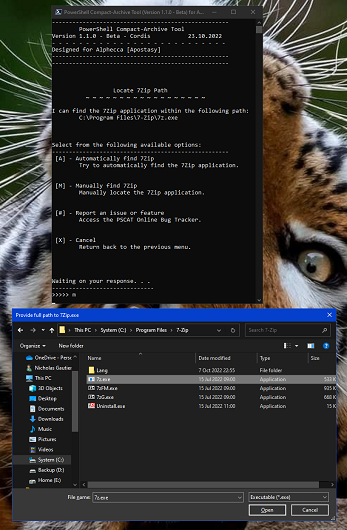 PowerShell Compact-Archive Tool (Version 1.1.0 - Beta) for A...
PowerShell Compact-Archive Tool
Version 1.1.0 - Beta - Cordis 23.10.2022
Designed for Alphecca [Apostasy]
Locate 7Zip Path
I can find the 7Zip application within the following path:
C:\Program Files\7-Zip\7z.exe
Select from the following available options:
[A] - Automatically find 7Zip
Try to automatically find the 7Zip application.
[M] - Manually find 7Zip
Manually locate the 7Zip application.
[#] - Report an issue or feature
Access the PSCAT Online Bug Tracker.
[X] - Cancel
Return back to the previous menu.
Waiting on your response. . .
>>>>> m
Provide full path to 7Zip.exe
This PC > System (C:) > Program Files > 7-Zip
Search 7-Zip
Organize New folder
Name Date modified Type Size
OneDrive - Perso
Nicholas Gautier
This PC
3D Objects
Desktop
Documents
Downloads
Music
Pictures
Videos
System (C:)
Backup (D:)
Home (E:)
Lang 7 Oct 2022 22:55 File folder
7z.exe 15 Jul 2022 09:00 Application 533 K
7zFM.exe 15 Jul 2022 09:00 Application 935 K
7zG.exe 15 Jul 2022 09:00 Application 668 K
Uninstall.exe 15 Jul 2022 11:00 Application 15 K
File name: 7z.exe Executable (*.exe)
Open Cancel